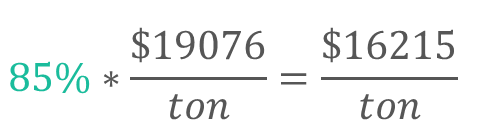 85% * $19076/ton = $16215/ton